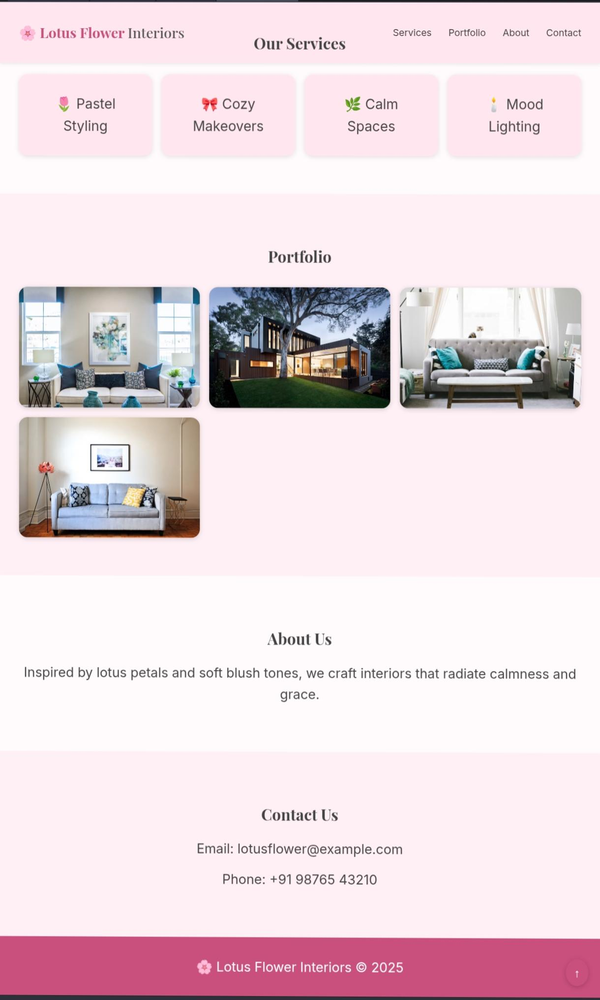 🌸 Lotus Flower Interiors
Services Portfolio About Contact
Our Services
🌷 Pastel
Styling
🎀 Cozy
Makeovers
🌿 Calm
Spaces
🕯️ Mood
Lighting
Portfolio
About Us
Inspired by lotus petals and soft blush tones, we craft interiors that radiate calmness and
grace.
Contact Us
Email: lotusflower@example.com
Phone: +91 98765 43210
🌸 Lotus Flower Interiors © 2025
↑